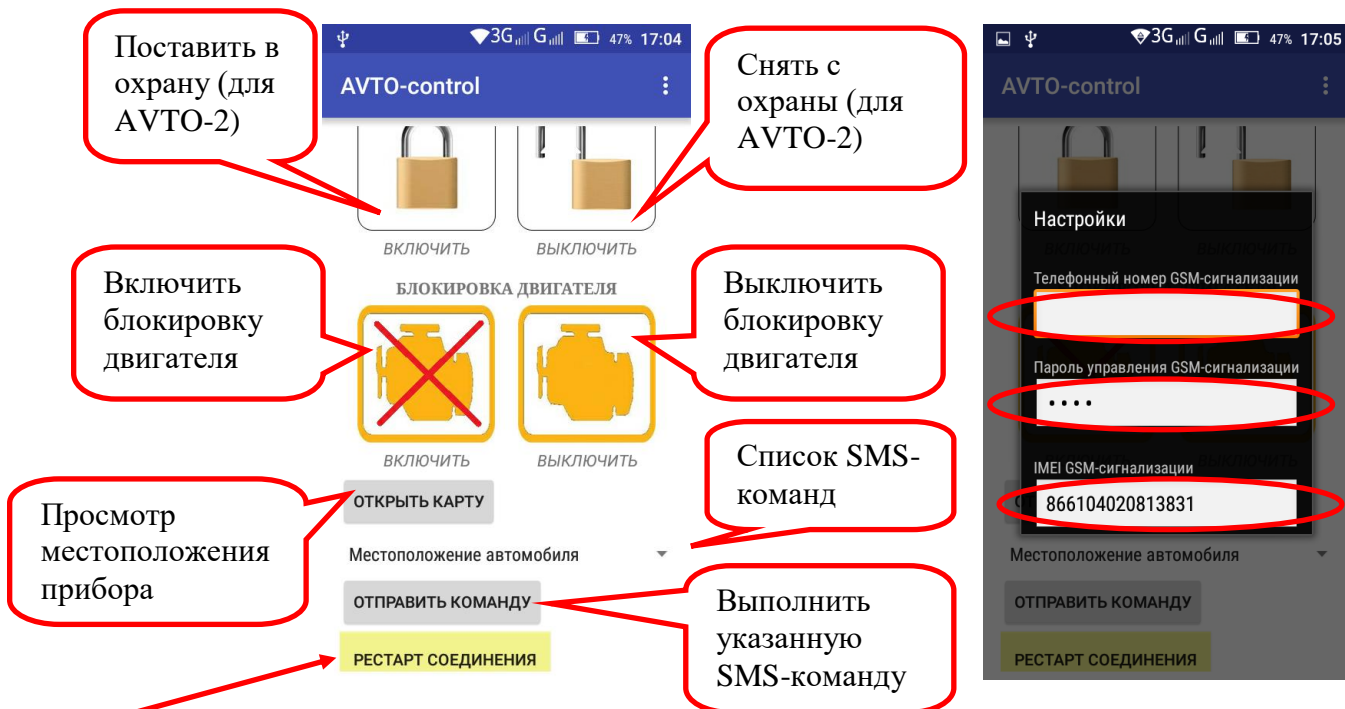 Поставить в
охрану (для
AVTO-2)
3G G 47% 17:04
AVTO-control
Снять с
охраны (для
AVTO-2)
ВКЛЮЧИТЬ ВЫКЛЮЧИТЬ
Включить
блокировку
двигателя
БЛОКИРОВКА ДВИГАТЕЛЯ
Выключить
блокировку
двигателя
ВКЛЮЧИТЬ ВЫКЛЮЧИТЬ
Список SMS-
команд
Просмотр
местоположения
прибора
ОТКРЫТЬ КАРТУ
Местоположение автомобиля
ОТПРАВИТЬ КОМАНДУ
Выполнить
указанную
SMS-команду
РЕСТАРТ СОЕДИНЕНИЯ
3G G 47% 17:05
AVTO-control
Настройки
ВКЛЮЧИТЬ ВЫКЛЮЧИТЬ
Телефонный номер GSM-сигнализации
Пароль управления GSM-сигнализации
••••
IMEI GSM-сигнализации
866104020813831
Местоположение автомобиля
ОТПРАВИТЬ КОМАНДУ
РЕСТАРТ СОЕДИНЕНИЯ